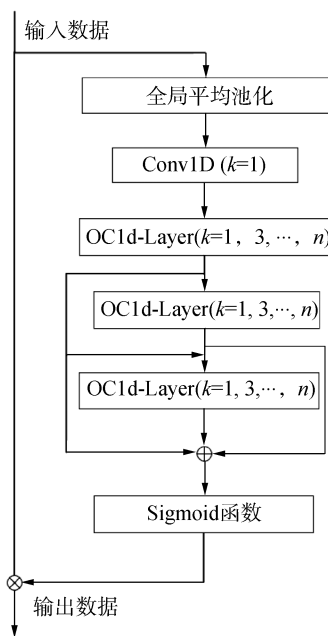 输入数据
全局平均池化
Conv1D (k=1)
OC1d-Layer(k=1, 3,…, n)
OC1d-Layer(k=1, 3,…, n)
OC1d-Layer(k=1, 3,…, n)
Sigmoid函数
输出数据